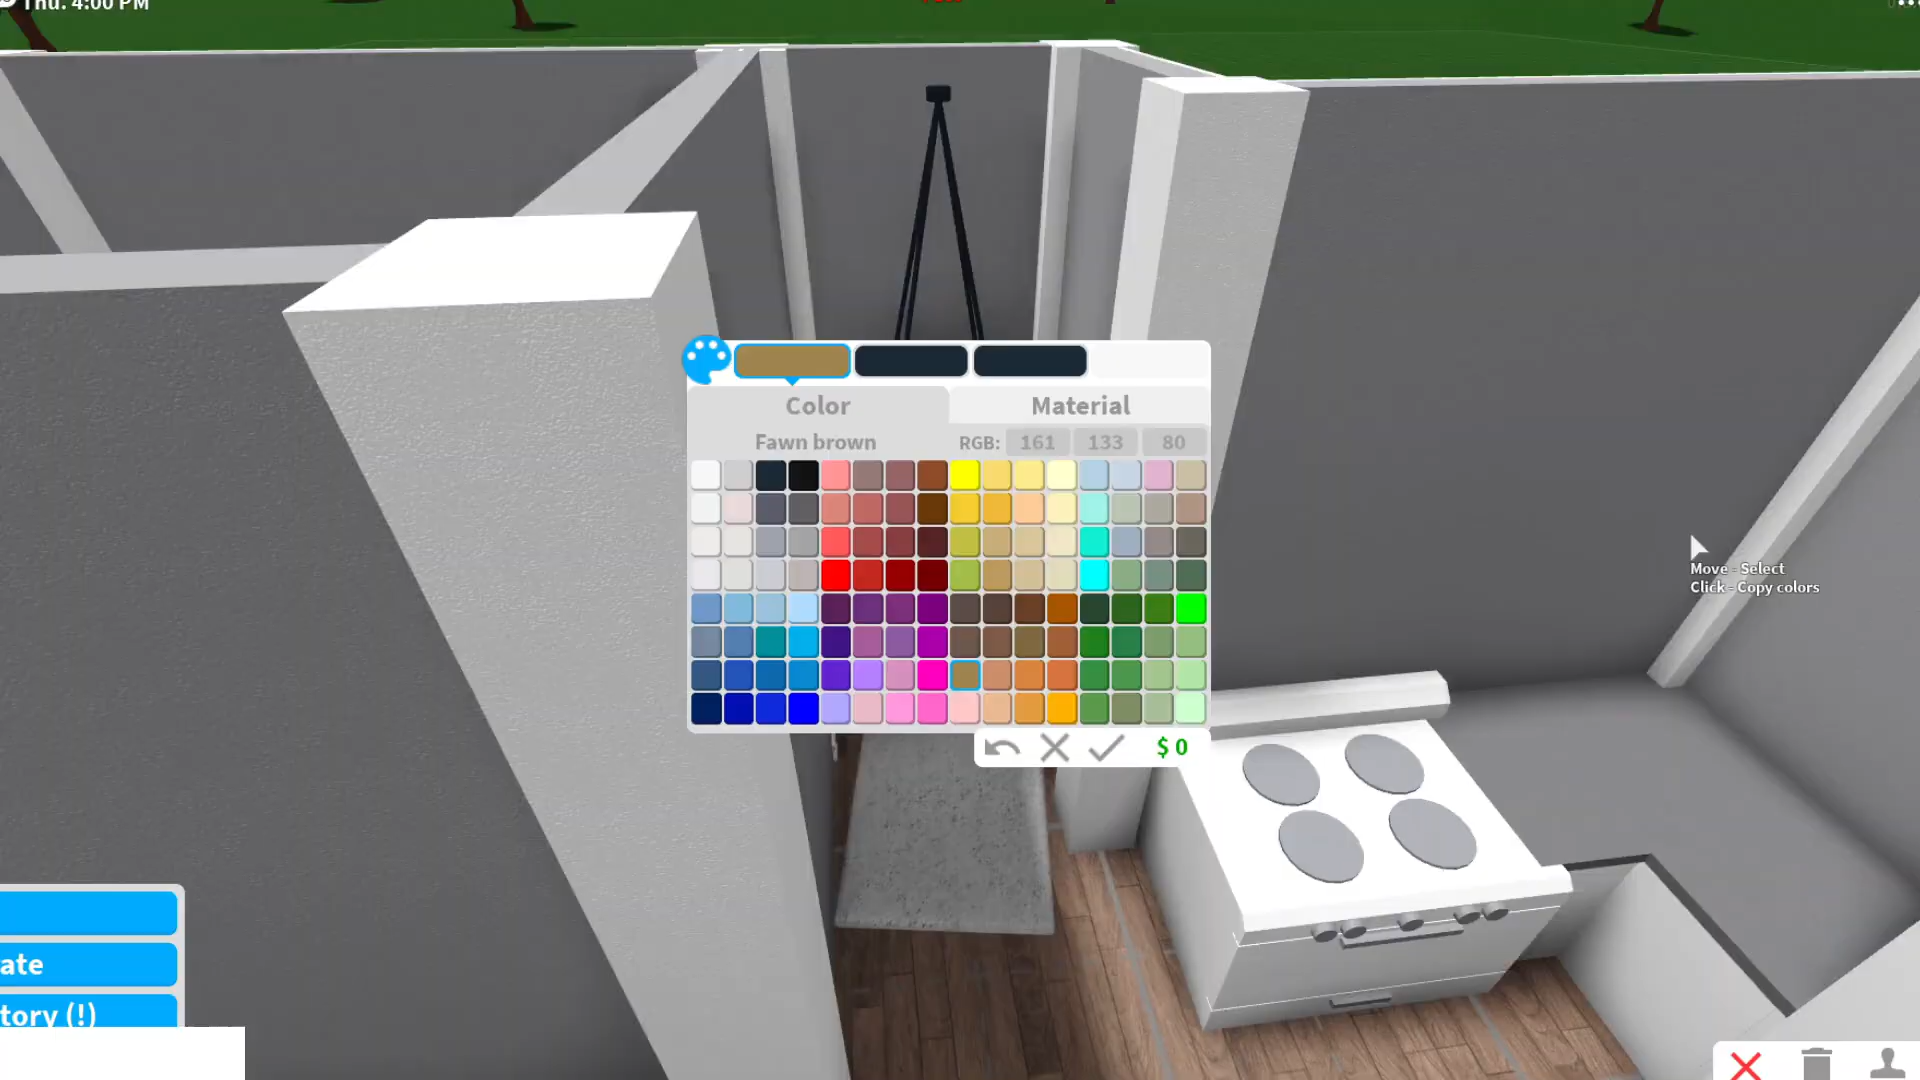 Thu. 4:00 PM
Color
Material
Fawn brown
RGB: 161 133 80
Move - Select
Click - Copy colors
$ 0
ate
tory (!)